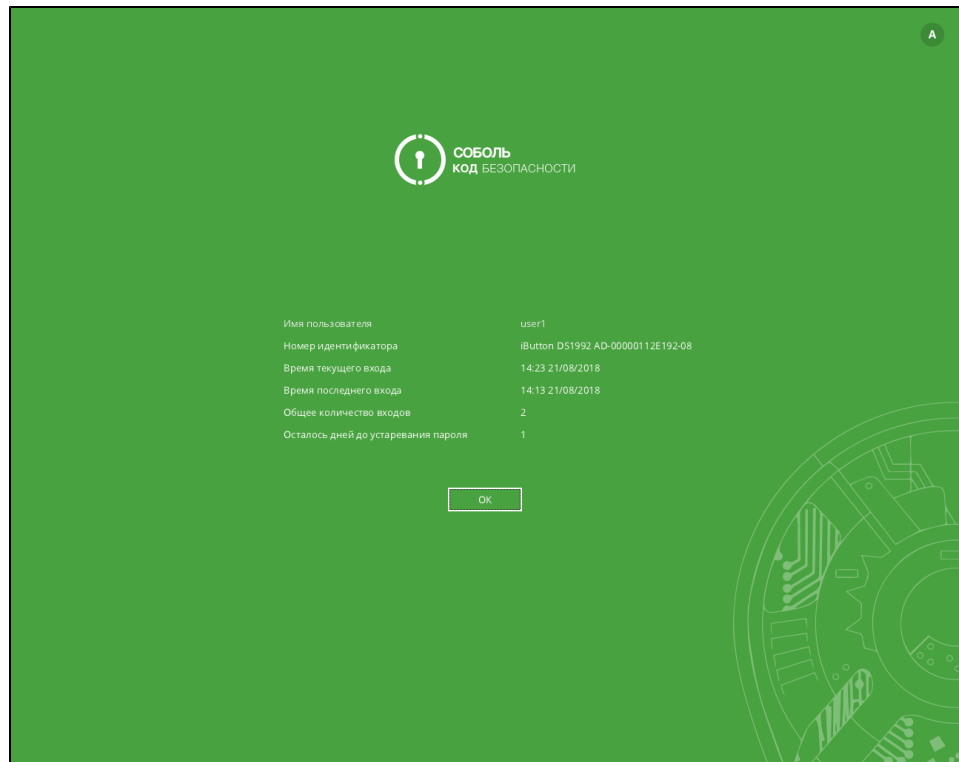 A
СОБОЛЬ
КОД БЕЗОПАСНОСТИ
Имя пользователя user1
Номер идентификатора iButton DS1992 AD-00000112E192-08
Время текущего входа 14:23 21/08/2018
Время последнего входа 14:13 21/08/2018
Общее количество входов 2
Осталось дней до устаревания пароля 1
ОК